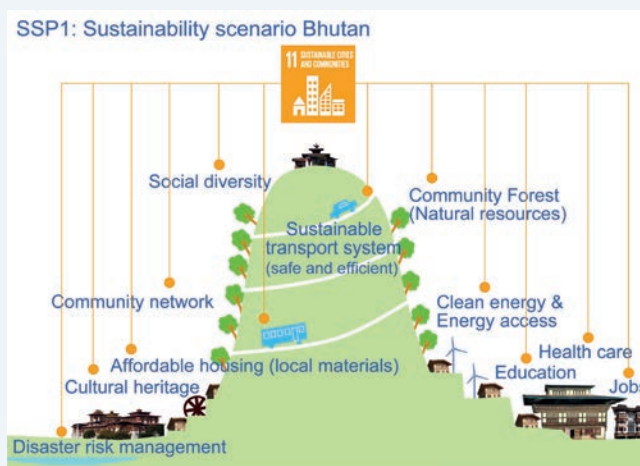 SSP1: Sustainability scenario Bhutan
11 SUSTAINABLE CITIES
AND COMMUNITIES
Social diversity
Community Forest
(Natural resources)
Sustainable
transport system
(safe and efficient)
Community network
Clean energy &
Energy access
Affordable housing (local materials)
Health care
Cultural heritage
Education
Jobs
Disaster risk management